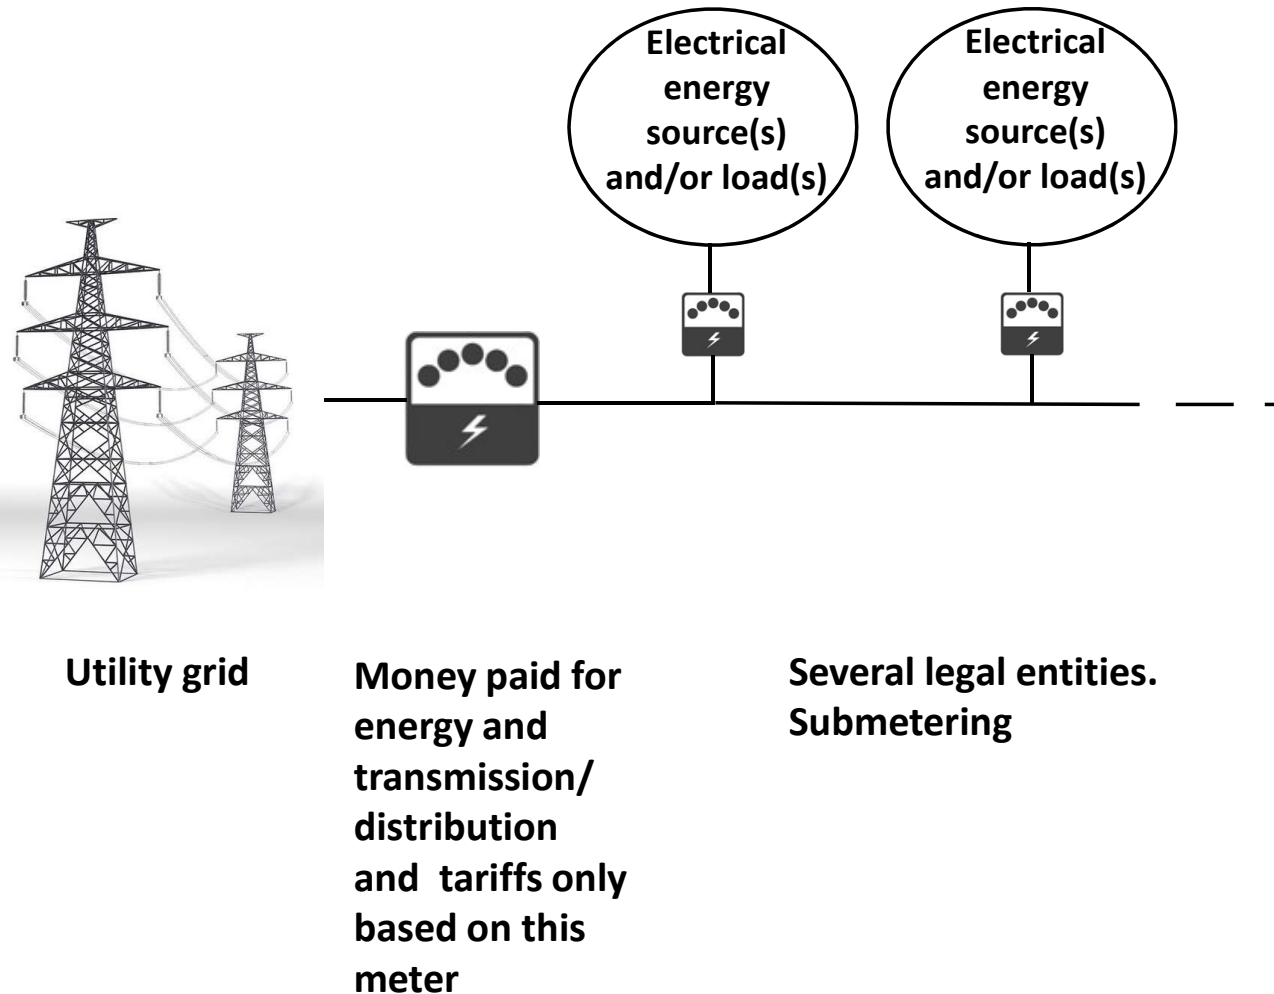 Electrical
energy
source(s)
and/or load(s)
Electrical
energy
source(s)
and/or load(s)
Utility grid
Money paid for
energy and
transmission/
distribution
and  tariffs only
based on this
meter
Several legal entities.
Submetering